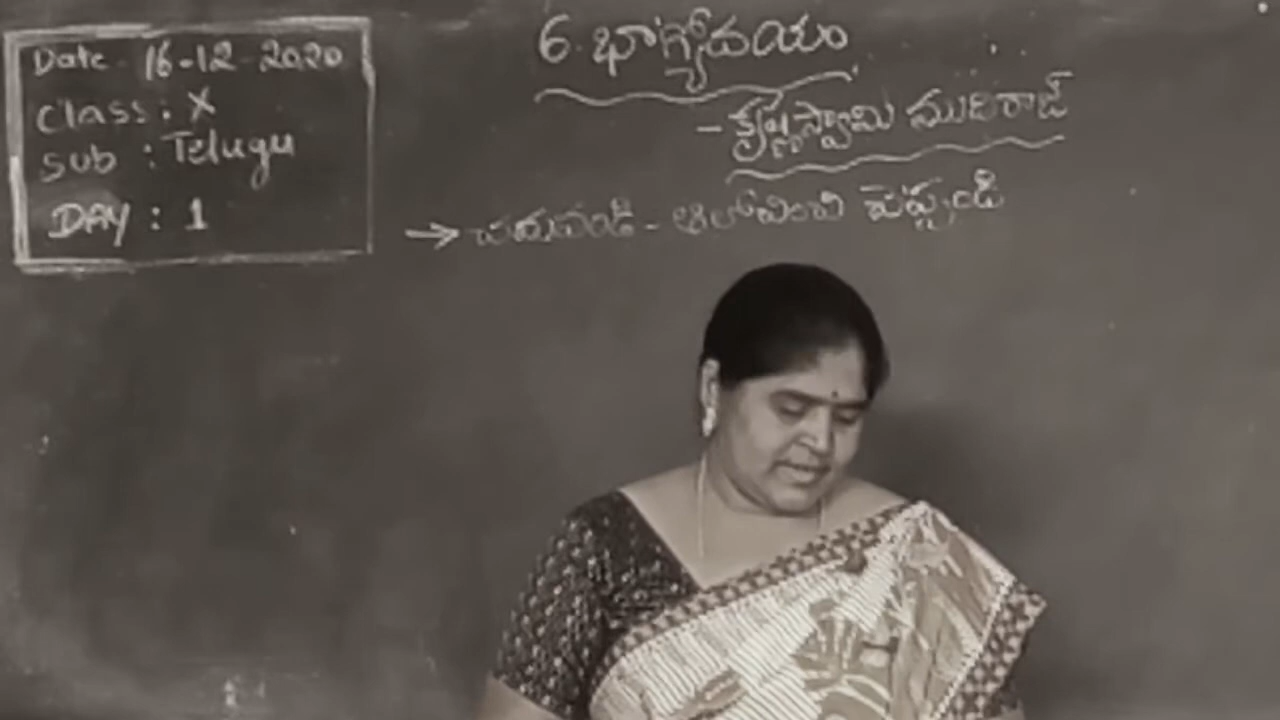 Date - 16-12-2020
Class : X
Sub : Telugu
DAY : 1
6. భాగ్యోదయం
- కృష్ణస్వామి ముదిరాజ్
→ చదువండి - ఆలోచించి చెప్పండి